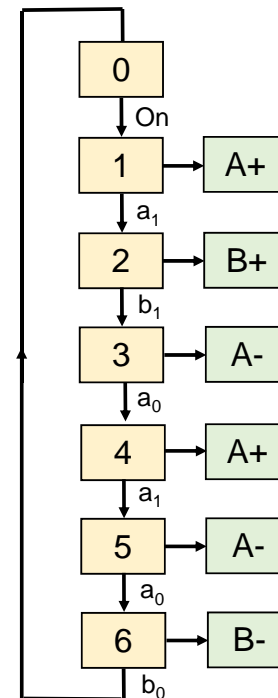 0
On
1 A+
a₁
2 B+
b₁
3 A-
a₀
4 A+
a₁
5 A-
a₀
6 B-
b₀